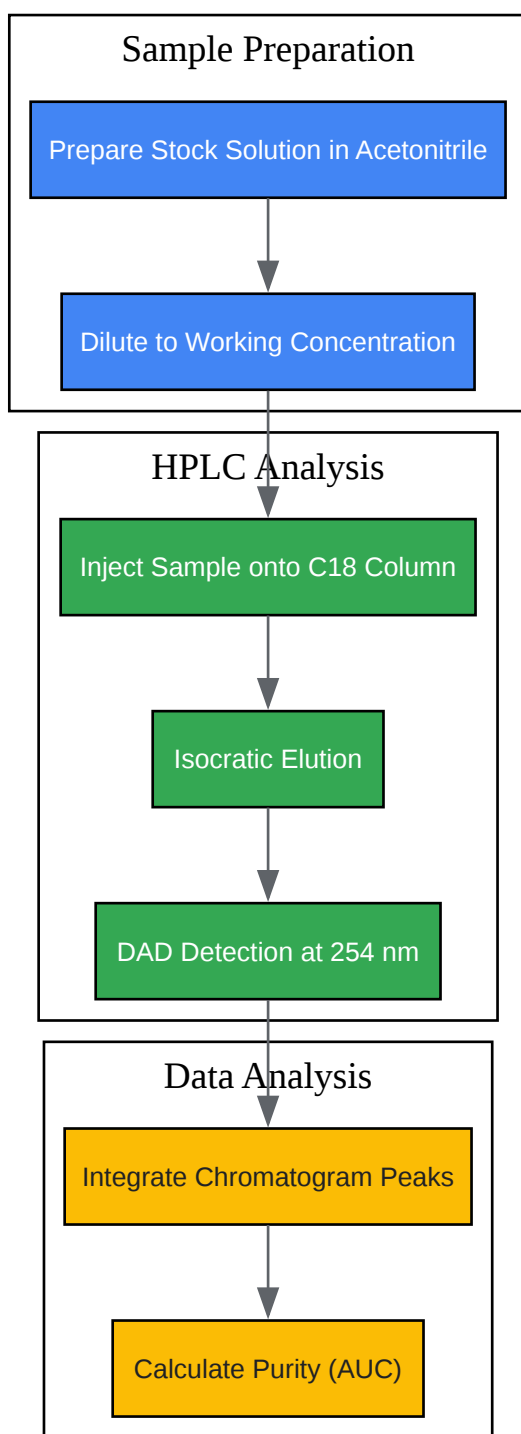 Sample Preparation
Prepare Stock Solution in Acetonitrile
Dilute to Working Concentration
HPLC Analysis
Inject Sample onto C18 Column
Isocratic Elution
DAD Detection at 254 nm
Data Analysis
Integrate Chromatogram Peaks
Calculate Purity (AUC)